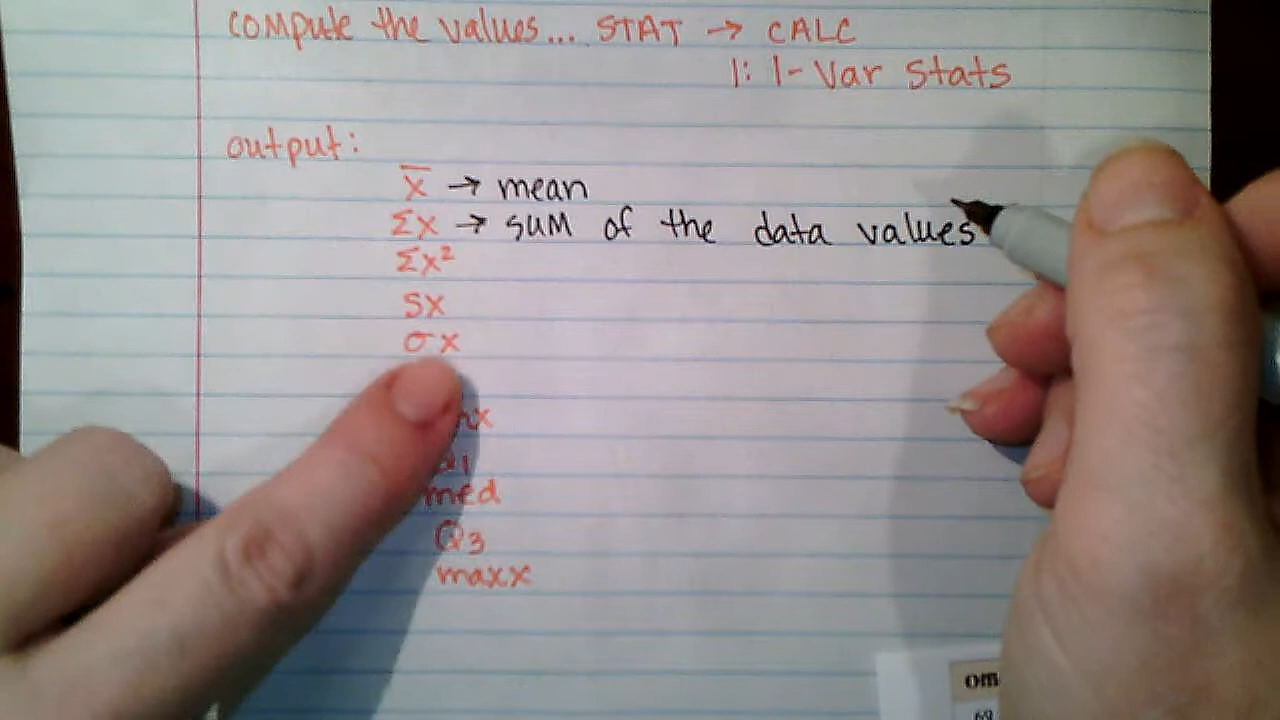 compute the values... STAT → CALC
1: 1-Var Stats
output:
x̄ → mean
Σx → sum of the data values
Σx²
Sx
σx
med
Q3
maxx